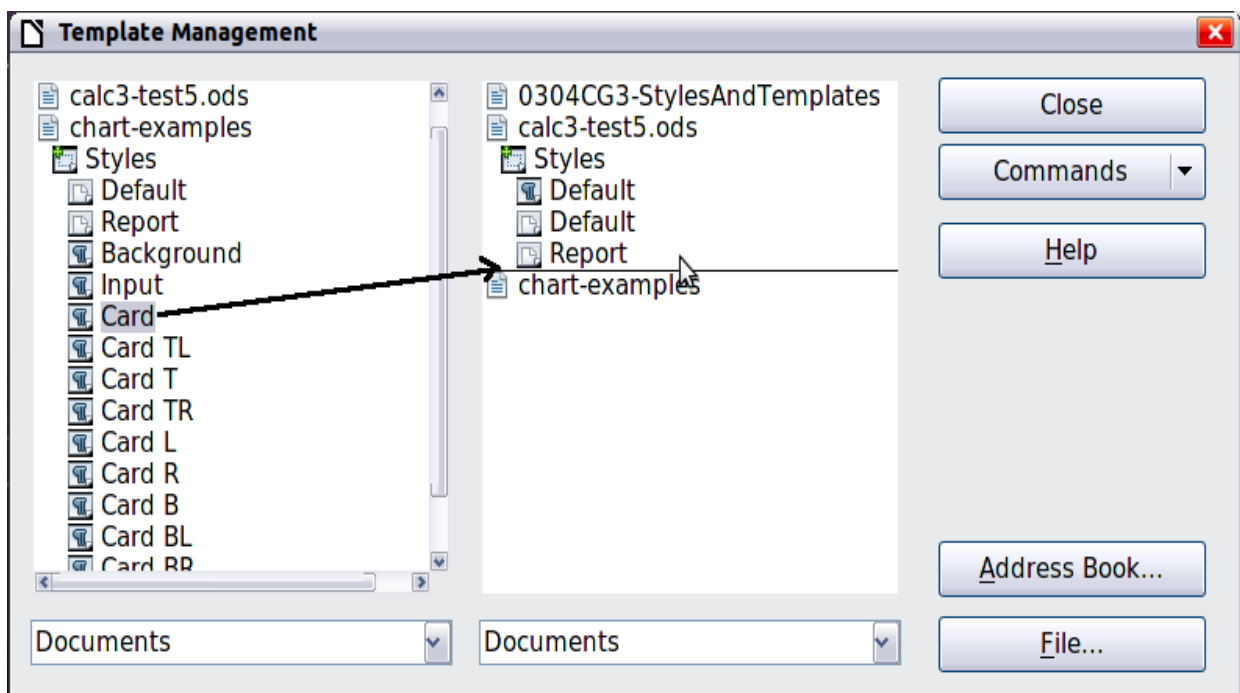 Template Management
calc3-test5.ods
chart-examples
Styles
Default
Report
Background
Input
Card
Card TL
Card T
Card TR
Card L
Card R
Card B
Card BL
Card BR
Documents
0304CG3-StylesAndTemplates
calc3-test5.ods
Styles
Default
Default
Report
chart-examples
Documents
Close
Commands
Help
Address Book...
File...